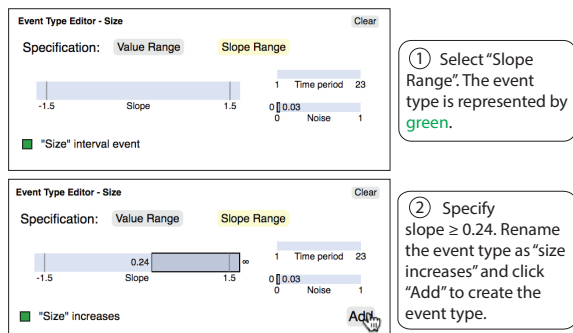 Event Type Editor - Size Clear
Specification: Value Range Slope Range
1 Time period 23
-1.5 Slope 1.5
0 0.03
0 Noise 1
"Size" interval event
① Select “Slope
Range”. The event
type is represented by
green.
Event Type Editor - Size Clear
Specification: Value Range Slope Range
0.24 ∞
1 Time period 23
-1.5 Slope 1.5
0 0.03
0 Noise 1
"Size" increases Add
② Specify
slope ≥ 0.24. Rename
the event type as “size
increases” and click
“Add” to create the
event type.